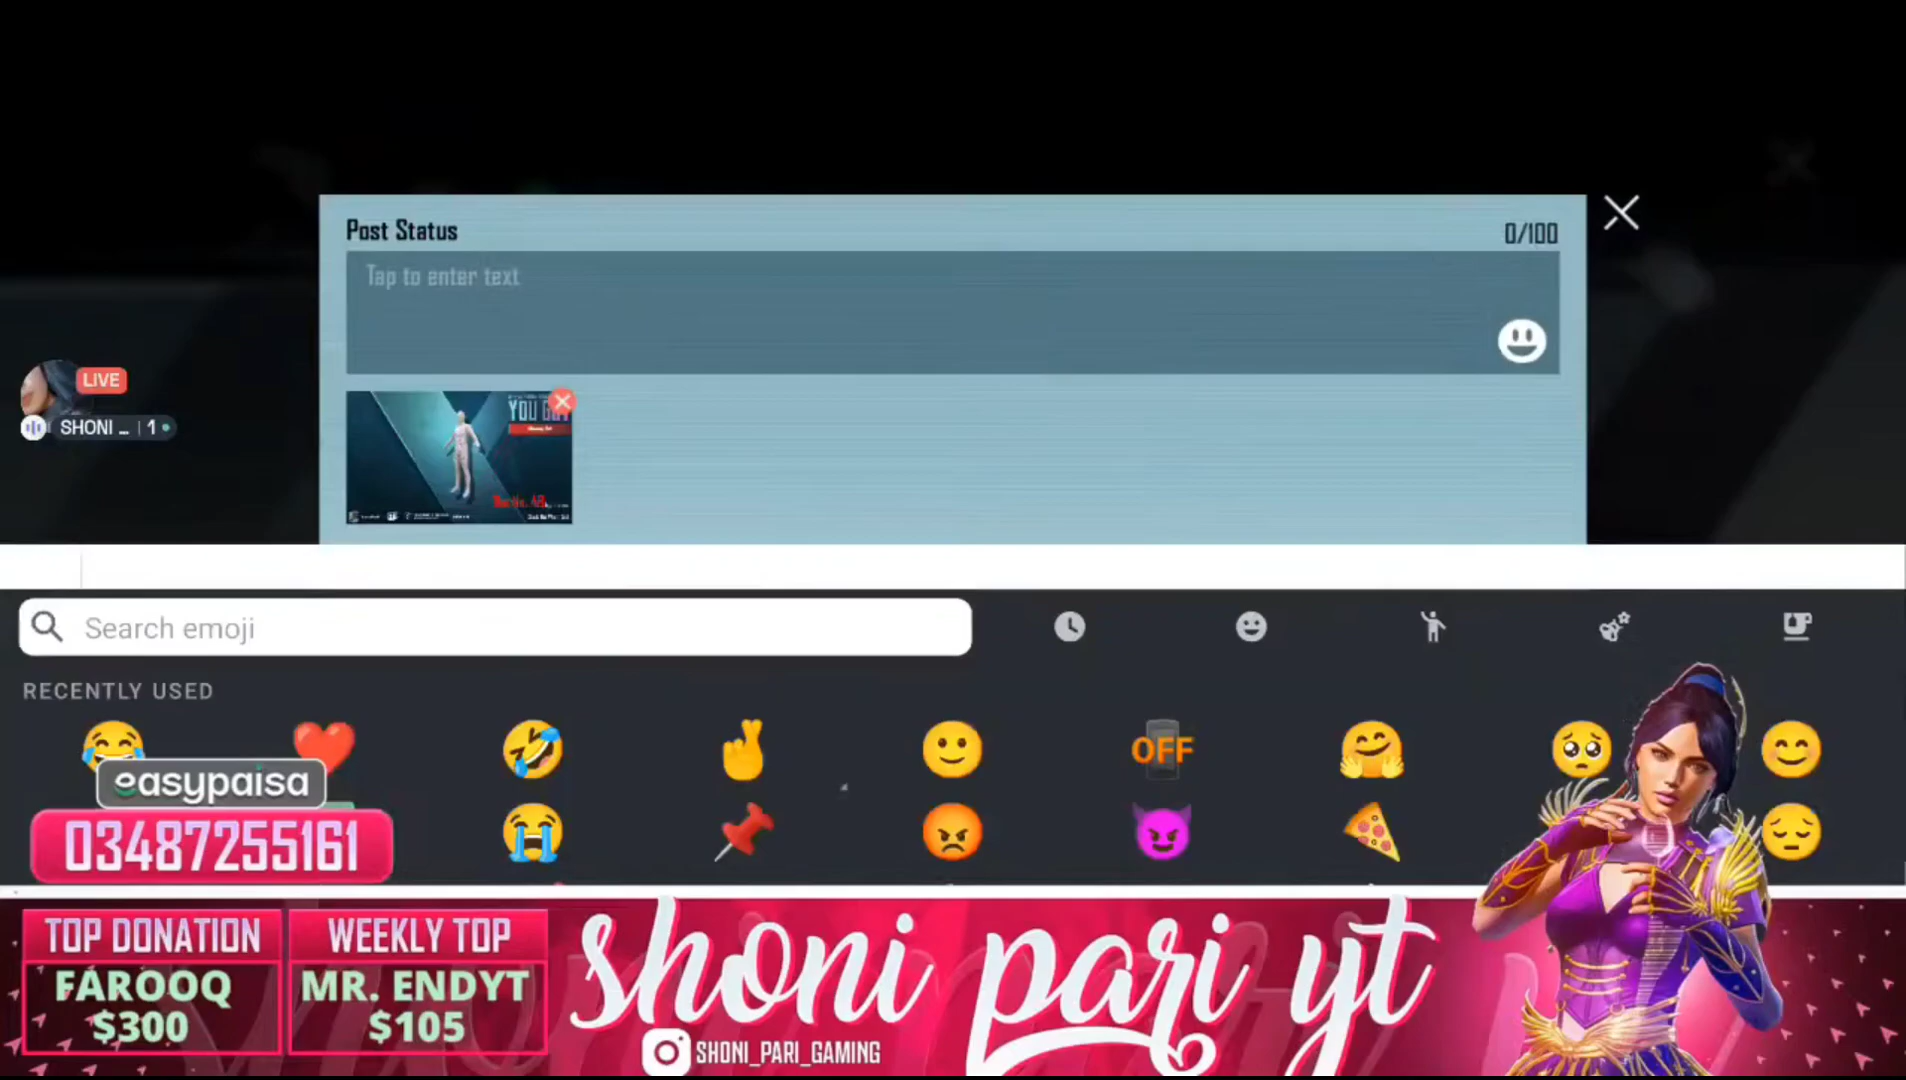 Post Status
0/100
Tap to enter text
LIVE
SHONI ... | 1
YOU G
Search emoji
RECENTLY USED
OFF
easypaisa
03487255161
TOP DONATION
FAROOQ
$300
WEEKLY TOP
MR. ENDYT
$105
shoni pari yt
SHONI_PARI_GAMING